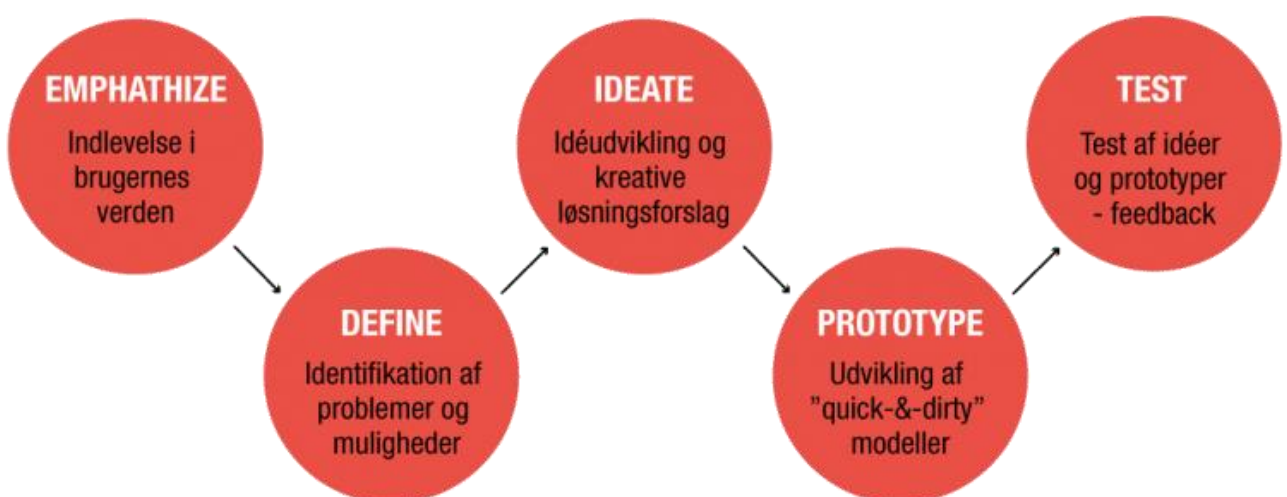 EMPHATHIZE
Indlevelse i
brugernes
verden
DEFINE
Identifikation af
problemer og
muligheder
IDEATE
Idéudvikling og
kreative
løsningsforslag
PROTOTYPE
Udvikling af
”quick-&-dirty”
modeller
TEST
Test af idéer
og prototyper
- feedback